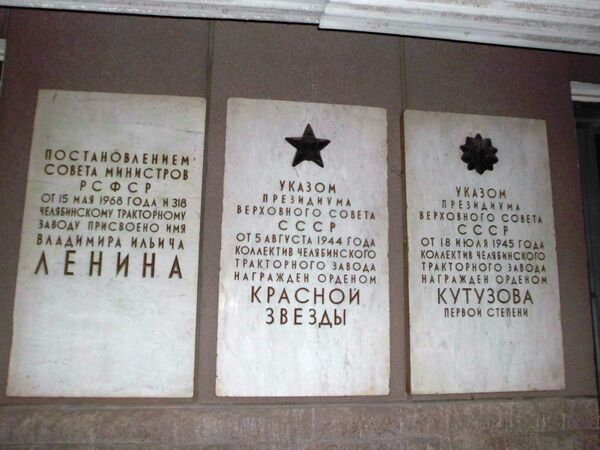 ПОСТАНОВЛЕНИЕМ
СОВЕТА МИНИСТРОВ
РСФСР
ОТ 15 МАЯ 1968 ГОДА N 318
ЧЕЛЯБИНСКОМУ ТРАКТОРНОМУ
ЗАВОДУ ПРИСВОЕНО ИМЯ
ВЛАДИМИРА ИЛЬИЧА
ЛЕНИНА
УКАЗОМ
ПРЕЗИДИУМА
ВЕРХОВНОГО СОВЕТА
СССР
ОТ 5 АВГУСТА 1944 ГОДА
КОЛЛЕКТИВ ЧЕЛЯБИНСКОГО
ТРАКТОРНОГО ЗАВОДА
НАГРАЖДЕН ОРДЕНОМ
КРАСНОЙ
ЗВЕЗДЫ
УКАЗОМ
ПРЕЗИДИУМА
ВЕРХОВНОГО СОВЕТА
СССР
ОТ 18 ИЮЛЯ 1945 ГОДА
КОЛЛЕКТИВ ЧЕЛЯБИНСКОГО
ТРАКТОРНОГО ЗАВОДА
НАГРАЖДЕН ОРДЕНОМ
КУТУЗОВА
ПЕРВОЙ СТЕПЕНИ